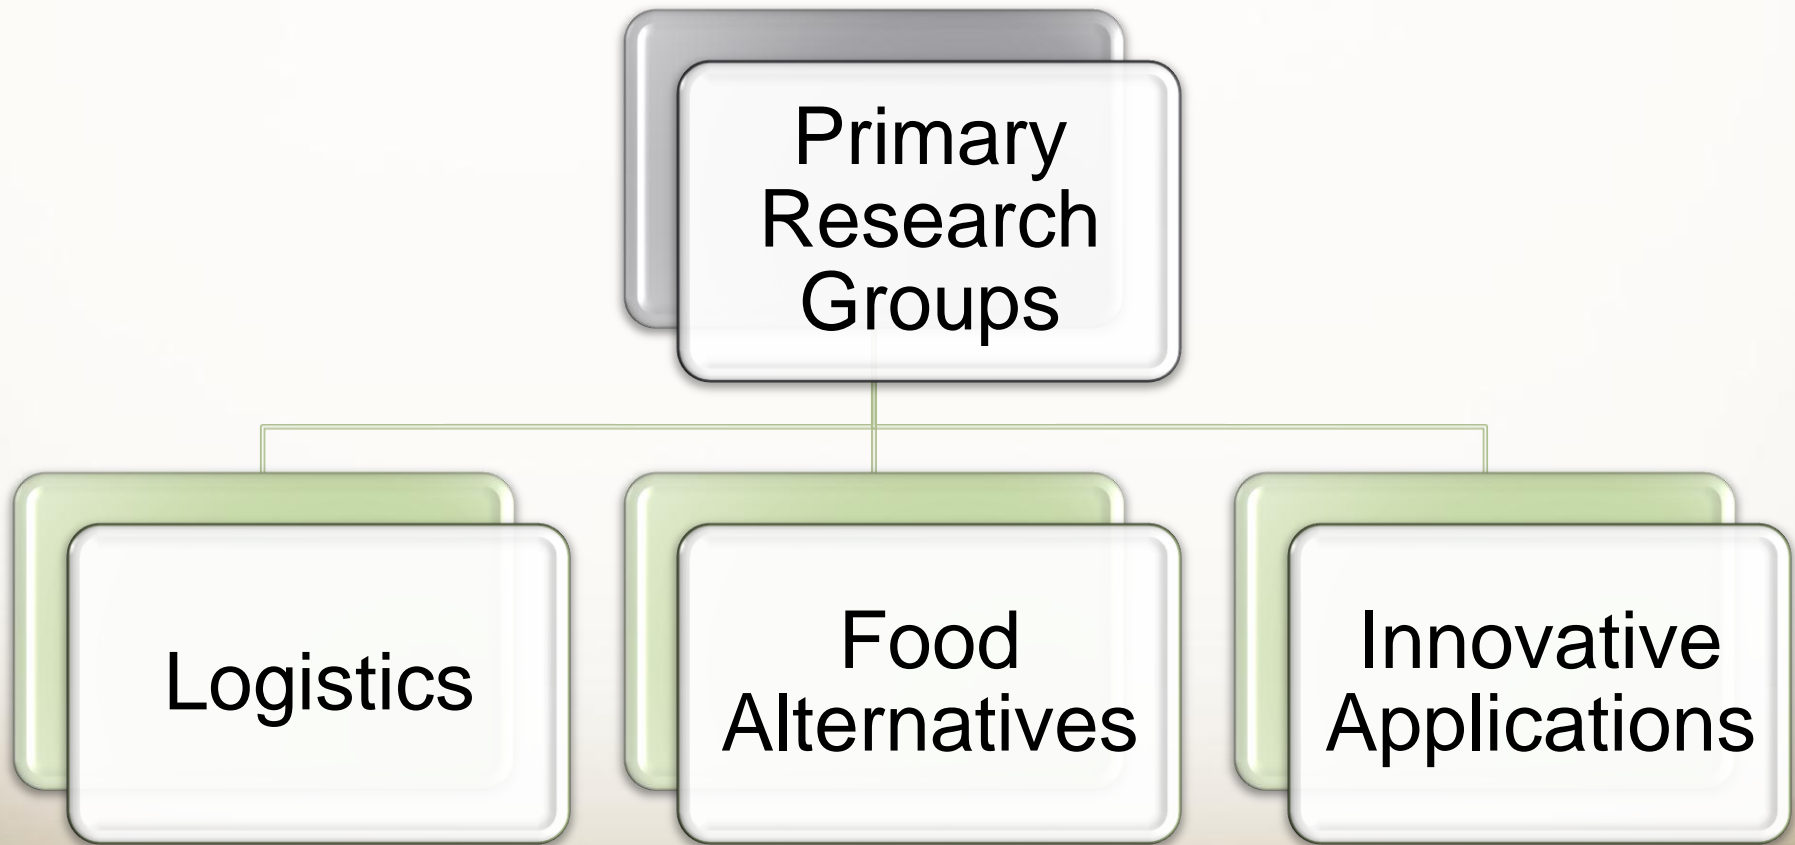 Primary
Research
Groups
Logistics
Food
Alternatives
Innovative
Applications